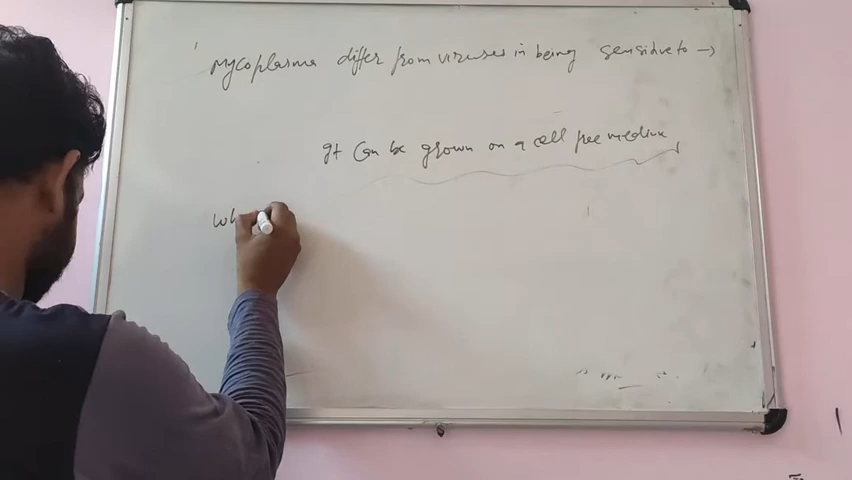 Mycoplasma differ from viruses in being sensitive to →
It can be grown on a cell free medium
wh